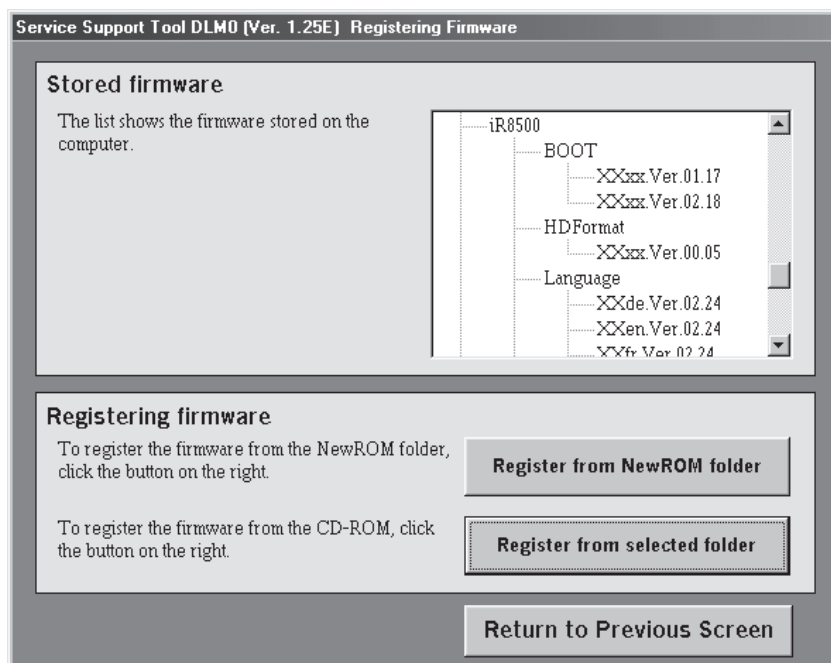 Service Support Tool DLM0 (Ver. 1.25E) Registering Firmware
Stored firmware
The list shows the firmware stored on the
computer.
iR8500
BOOT
XXxx.Ver.01.17
XXxx.Ver.02.18
HDFormat
XXxx.Ver.00.05
Language
XXde.Ver.02.24
XXen.Ver.02.24
XXfr.Ver.02.24
Registering firmware
To register the firmware from the NewROM folder,
click the button on the right.
Register from NewROM folder
To register the firmware from the CD-ROM, click
the button on the right.
Register from selected folder
Return to Previous Screen